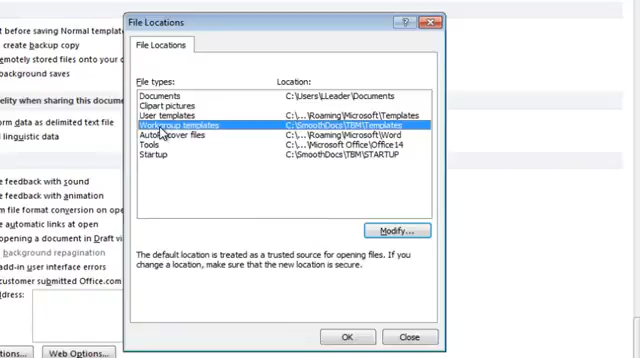 File Locations
File Locations
File types:
Location:
Documents C:\Users\LLeader\Documents
Clipart pictures
User templates C:\...\Roaming\Microsoft\Templates
Workgroup templates C:\SmoothDocs\TBM\Templates
AutoRecover files C:\...\Roaming\Microsoft\Word
Tools C:\...\Microsoft Office\Office14
Startup C:\SmoothDocs\TBM\STARTUP
Modify...
The default location is treated as a trusted source for opening files. If you
change a location, make sure that the new location is secure.
OK
Close
t before saving Normal templat
create backup copy
emotely stored files onto your c
background saves
elity when sharing this docume
orm data as delimited text file
linguistic data
e feedback with sound
e feedback with animation
m file format conversion on ope
e automatic links at open
opening a document in Draft vi
background repagination
add-in user interface errors
customer submitted Office.com
ddress:
ions...
Web Options...